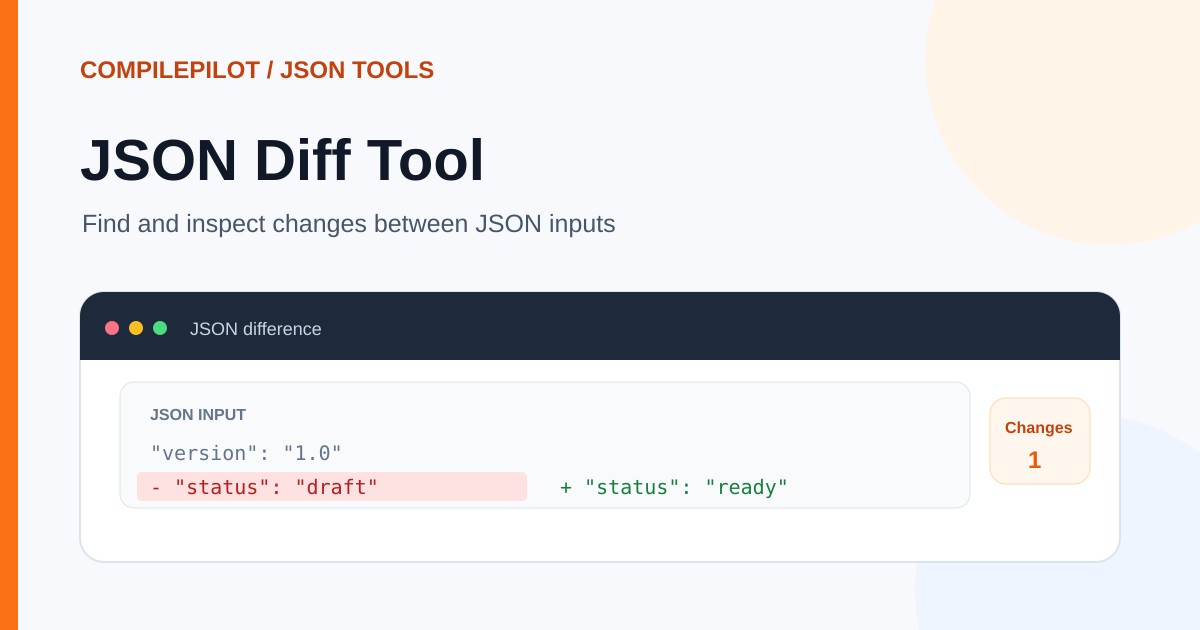 COMPILEPILOT / JSON TOOLS
JSON Diff Tool
Find and inspect changes between JSON inputs
JSON difference
JSON INPUT
"version": "1.0"
- "status": "draft" + "status": "ready"
Changes
1